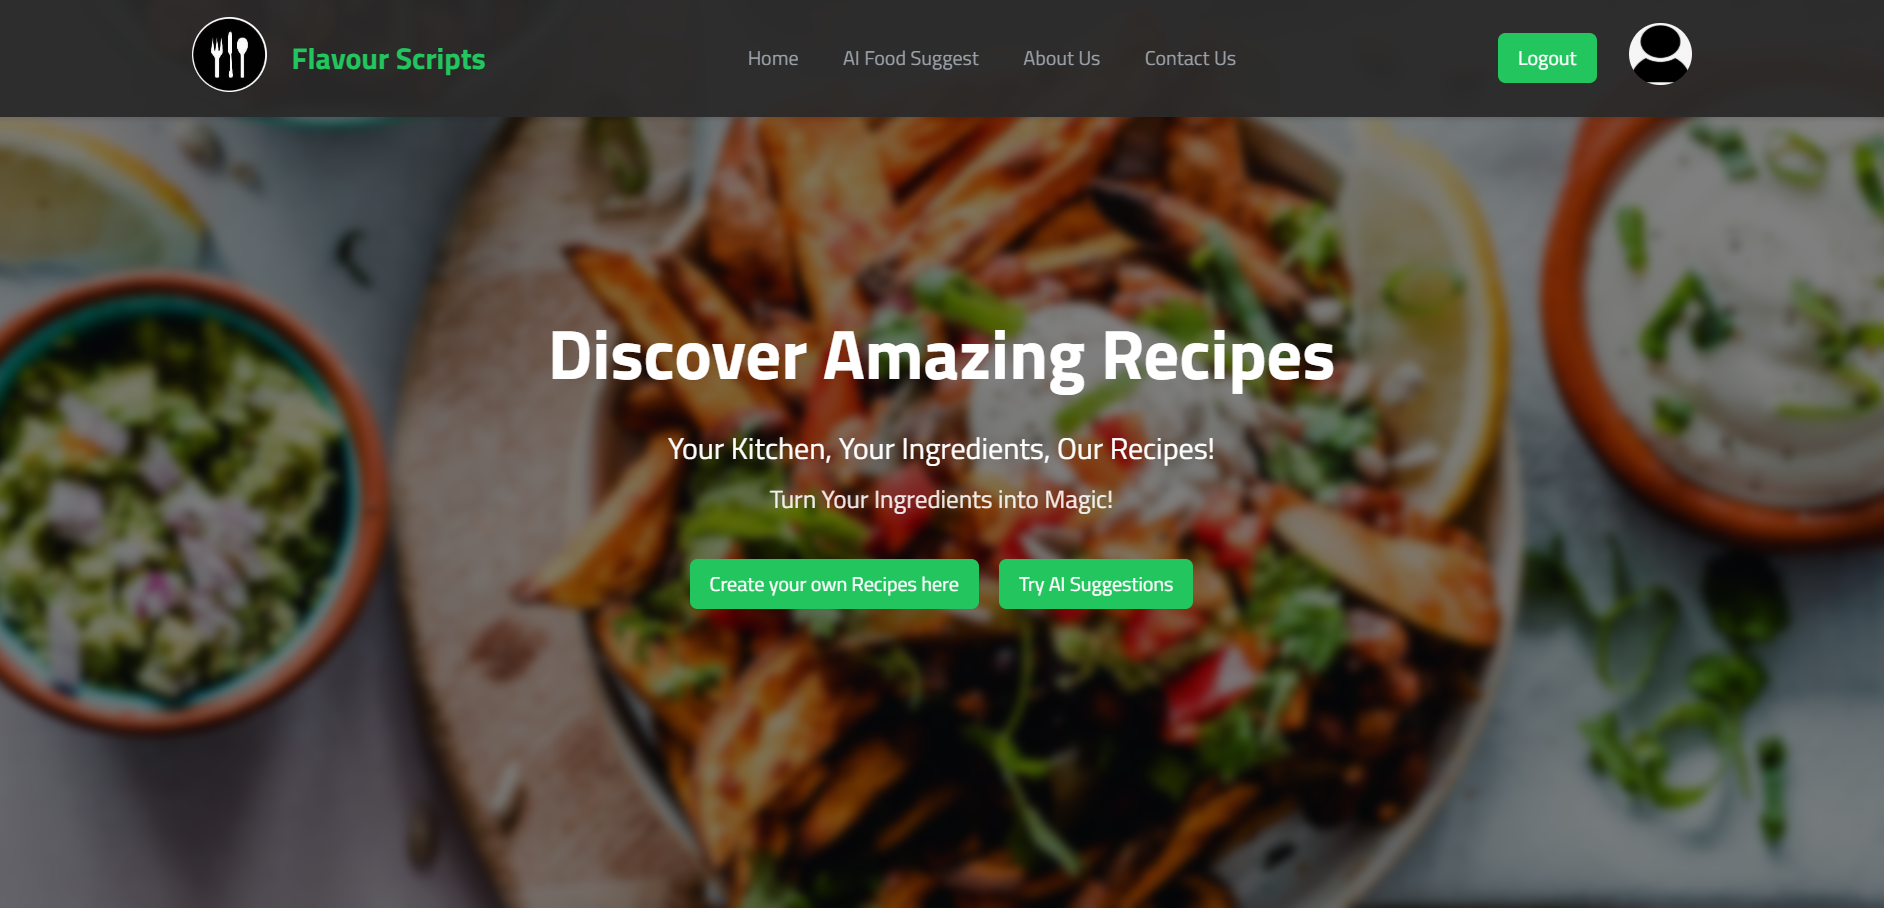 Flavour Scripts
Home
AI Food Suggest
About Us
Contact Us
Logout
Discover Amazing Recipes
Your Kitchen, Your Ingredients, Our Recipes!
Turn Your Ingredients into Magic!
Create your own Recipes here
Try AI Suggestions